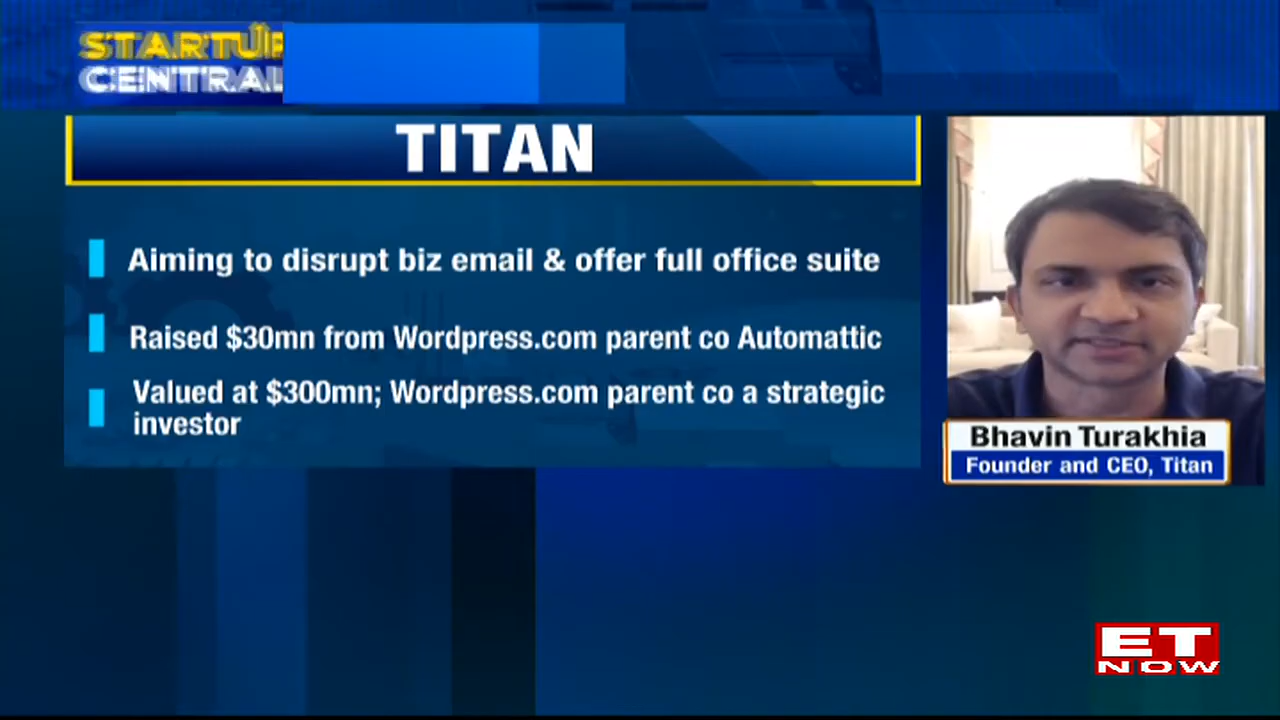 STARTUP
CENTRAL
TITAN
Aiming to disrupt biz email & offer full office suite
Raised $30mn from Wordpress.com parent co Automattic
Valued at $300mn; Wordpress.com parent co a strategic
investor
Bhavin Turakhia
Founder and CEO, Titan
ET
NOW